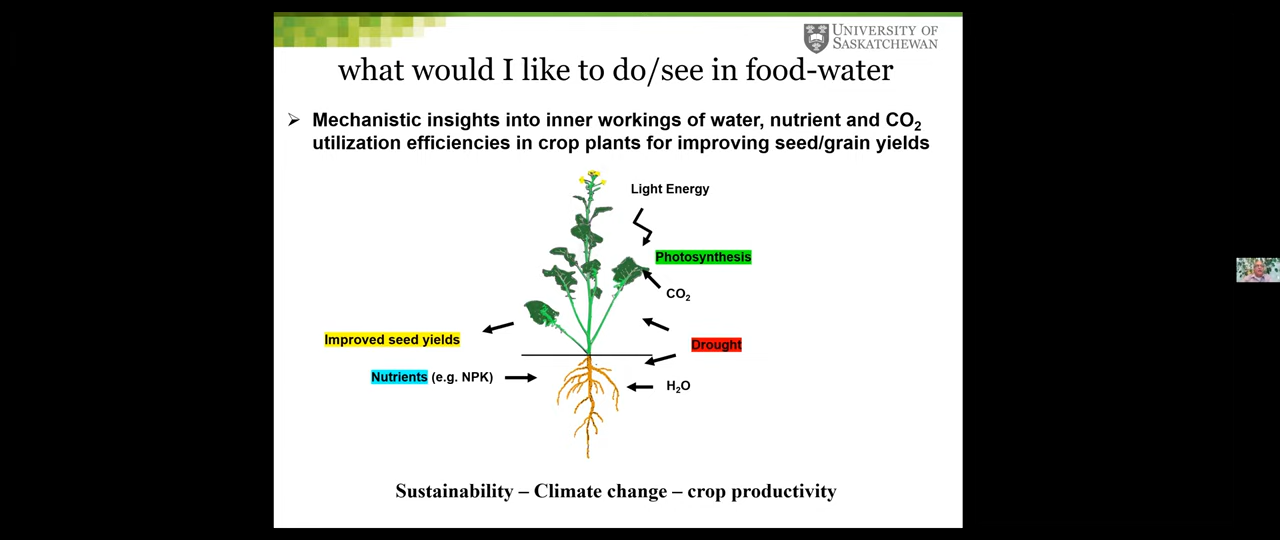 UNIVERSITY OF
SASKATCHEWAN
what would I like to do/see in food-water
➢ Mechanistic insights into inner workings of water, nutrient and CO₂
utilization efficiencies in crop plants for improving seed/grain yields
Light Energy
Photosynthesis
CO₂
Improved seed yields
Drought
Nutrients (e.g. NPK)
H₂O
Sustainability – Climate change – crop productivity